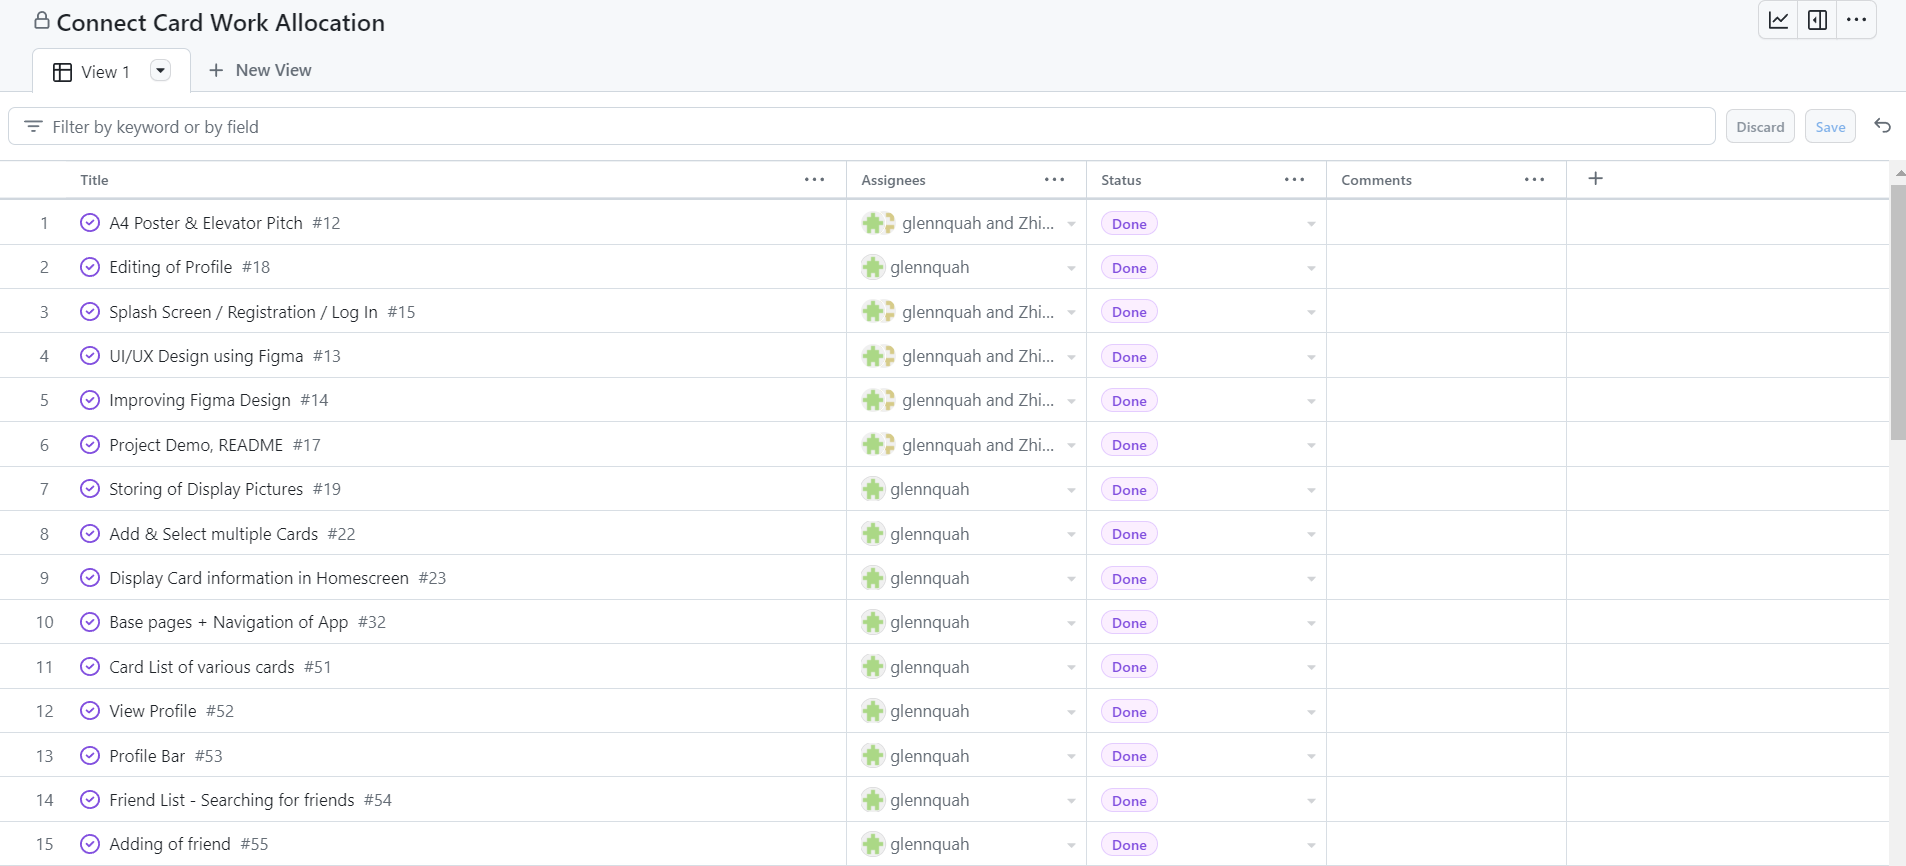 Connect Card Work Allocation
View 1 New View
Filter by keyword or by field Discard Save
Title Assignees Status Comments
1 A4 Poster & Elevator Pitch #12 glennquah and Zhi... Done
2 Editing of Profile #18 glennquah Done
3 Splash Screen / Registration / Log In #15 glennquah and Zhi... Done
4 UI/UX Design using Figma #13 glennquah and Zhi... Done
5 Improving Figma Design #14 glennquah and Zhi... Done
6 Project Demo, README #17 glennquah and Zhi... Done
7 Storing of Display Pictures #19 glennquah Done
8 Add & Select multiple Cards #22 glennquah Done
9 Display Card information in Homescreen #23 glennquah Done
10 Base pages + Navigation of App #32 glennquah Done
11 Card List of various cards #51 glennquah Done
12 View Profile #52 glennquah Done
13 Profile Bar #53 glennquah Done
14 Friend List - Searching for friends #54 glennquah Done
15 Adding of friend #55 glennquah Done